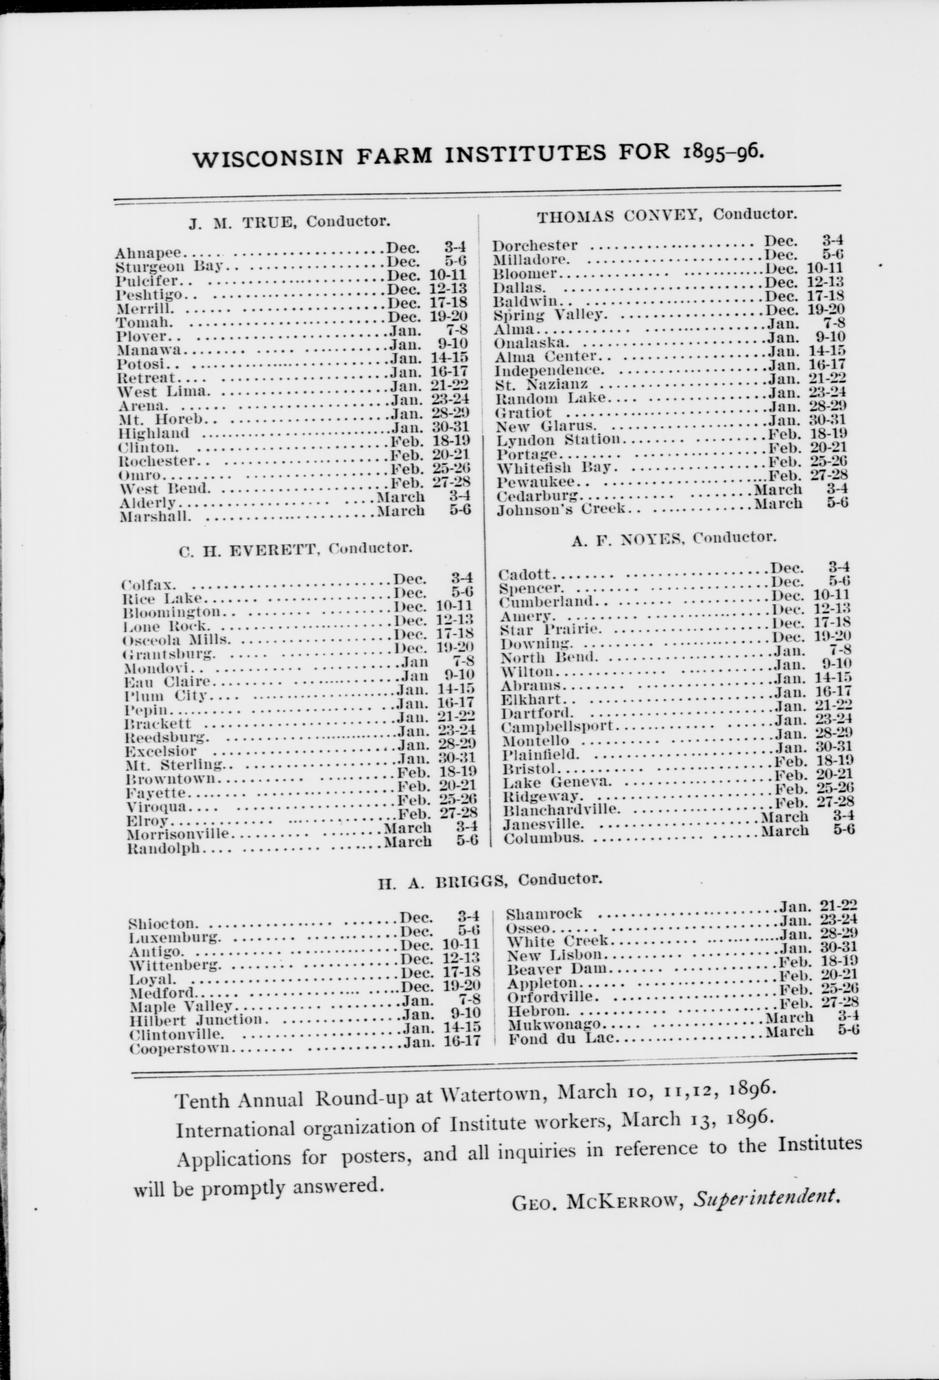 WISCONSIN FARM INSTITUTES FOR 1895-96.
J. M. TRUE, Conductor.
Ahnapee. Dec. 3-4
Sturgeon Bay. Dec. 5-6
Pulcifer. Dec. 10-11
Peshtigo. Dec. 12-13
Merrill. Dec. 17-18
Tomah. Dec. 19-20
Plover. Jan. 7-8
Manawa. Jan. 9-10
Potosi. Jan. 14-15
Retreat. Jan. 16-17
West Lima. Jan. 21-22
Arena. Jan. 23-24
Mt. Horeb. Jan. 28-29
Highland Jan. 30-31
Clinton. Feb. 18-19
Rochester. Feb. 20-21
Omro. Feb. 25-26
West Bend. Feb. 27-28
Alderly. March 3-4
Marshall. March 5-6
THOMAS CONVEY, Conductor.
Dorchester Dec. 3-4
Milladore. Dec. 5-6
Bloomer. Dec. 10-11
Dallas. Dec. 12-13
Baldwin. Dec. 17-18
Spring Valley. Dec. 19-20
Alma. Jan. 7-8
Onalaska. Jan. 9-10
Alma Center. Jan. 14-15
Independence. Jan. 16-17
St. Nazianz Jan. 21-22
Random Lake. Jan. 23-24
Gratiot Jan. 28-29
New Glarus. Jan. 30-31
Lyndon Station. Feb. 18-19
Portage. Feb. 20-21
Whitefish Bay. Feb. 25-26
Pewaukee. Feb. 27-28
Cedarburg. March 3-4
Johnson's Creek. March 5-6
C. H. EVERETT, Conductor.
Colfax. Dec. 3-4
Rice Lake. Dec. 5-6
Bloomington. Dec. 10-11
Lone Rock. Dec. 12-13
Osceola Mills. Dec. 17-18
Grantsburg. Dec. 19-20
Mondovi. Jan 7-8
Eau Claire. Jan 9-10
Plum City. Jan. 14-15
Pepin. Jan. 16-17
Brackett Jan. 21-22
Reedsburg. Jan. 23-24
Excelsior Jan. 28-29
Mt. Sterling. Jan. 30-31
Browntown. Feb. 18-19
Fayette. Feb. 20-21
Viroqua. Feb. 25-26
Elroy. Feb. 27-28
Morrisonville. March 3-4
Randolph. March 5-6
A. F. NOYES, Conductor.
Cadott. Dec. 3-4
Spencer. Dec. 5-6
Cumberland. Dec. 10-11
Amery. Dec. 12-13
Star Prairie. Dec. 17-18
Downing. Dec. 19-20
North Bend. Jan. 7-8
Wilton. Jan. 9-10
Abrams. Jan. 14-15
Elkhart. Jan. 16-17
Dartford. Jan. 21-22
Campbellsport. Jan. 23-24
Montello Jan. 28-29
Plainfield. Jan. 30-31
Bristol. Feb. 18-19
Lake Geneva. Feb. 20-21
Ridgeway. Feb. 25-26
Blanchardville. Feb. 27-28
Janesville. March 3-4
Columbus. March 5-6
H. A. BRIGGS, Conductor.
Shiocton. Dec. 3-4
Luxemburg. Dec. 5-6
Antigo. Dec. 10-11
Wittenberg. Dec. 12-13
Loyal. Dec. 17-18
Medford. Dec. 19-20
Maple Valley. Jan. 7-8
Hilbert Junction. Jan. 9-10
Clintonville. Jan. 14-15
Cooperstown. Jan. 16-17
Shamrock Jan. 21-22
Osseo. Jan. 23-24
White Creek. Jan. 28-29
New Lisbon. Jan. 30-31
Beaver Dam. Feb. 18-19
Appleton. Feb. 20-21
Orfordville. Feb. 25-26
Hebron. Feb. 27-28
Mukwonago. March 3-4
Fond du Lac. March 5-6
Tenth Annual Round-up at Watertown, March 10, 11,12, 1896.
International organization of Institute workers, March 13, 1896.
Applications for posters, and all inquiries in reference to the Institutes
will be promptly answered.
GEO. MCKERROW, Superintendent.